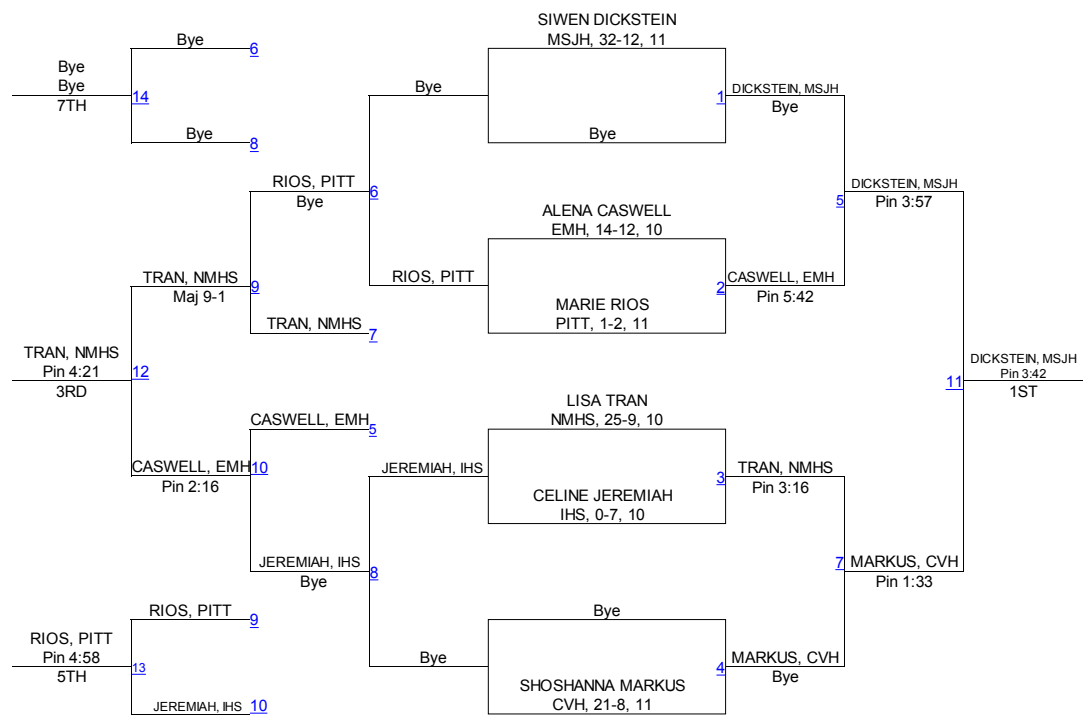 SIWEN DICKSTEIN
MSJH, 32-12, 11
Bye
6
Bye
Bye
14
7TH
Bye
8
Bye
1
DICKSTEIN, MSJH
Bye
Bye
RIOS, PITT
6
Bye
DICKSTEIN, MSJH
5
Pin 3:57
ALENA CASWELL
EMH, 14-12, 10
TRAN, NMHS
9
Maj 9-1
RIOS, PITT
2
CASWELL, EMH
Pin 5:42
MARIE RIOS
PITT, 1-2, 11
TRAN, NMHS
7
TRAN, NMHS
Pin 4:21
12
3RD
DICKSTEIN, MSJH
Pin 3:42
11
1ST
LISA TRAN
NMHS, 25-9, 10
CASWELL, EMH
5
CASWELL, EMH
10
Pin 2:16
JEREMIAH, IHS
3
TRAN, NMHS
Pin 3:16
CELINE JEREMIAH
IHS, 0-7, 10
JEREMIAH, IHS
8
Bye
7
MARKUS, CVH
Pin 1:33
RIOS, PITT
9
Bye
RIOS, PITT
Pin 4:58
13
5TH
Bye
4
MARKUS, CVH
Bye
SHOSHANNA MARKUS
CVH, 21-8, 11
JEREMIAH, IHS
10